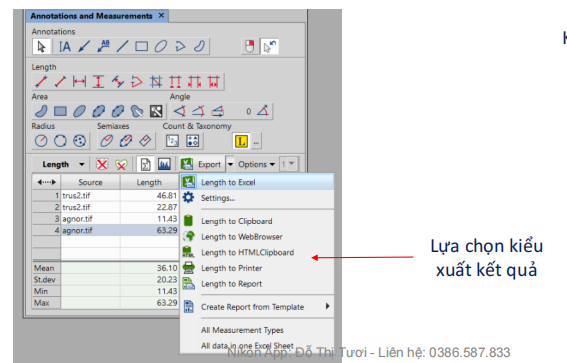 Annotations and Measurements ×
Annotations
Length
Area
Angle
Radius
Semiaxes
Count & Taxonomy
Length
Export
Options
1
Source Length
1 trus2.tif 46.81
2 trus2.tif 22.87
3 agnor.tif 11.43
4 agnor.tif 63.29
Mean 36.10
St.dev 20.23
Min 11.43
Max 63.29
Length to Excel
Settings...
Length to Clipboard
Length to WebBrowser
Length to HTMLClipboard
Length to Printer
Length to Report
Create Report from Template
All Measurement Types
All data in one Excel Sheet
Lựa chọn kiểu
xuất kết quả
Nikon App: Đỗ Thị Tươi - Liên hệ: 0386.587.833